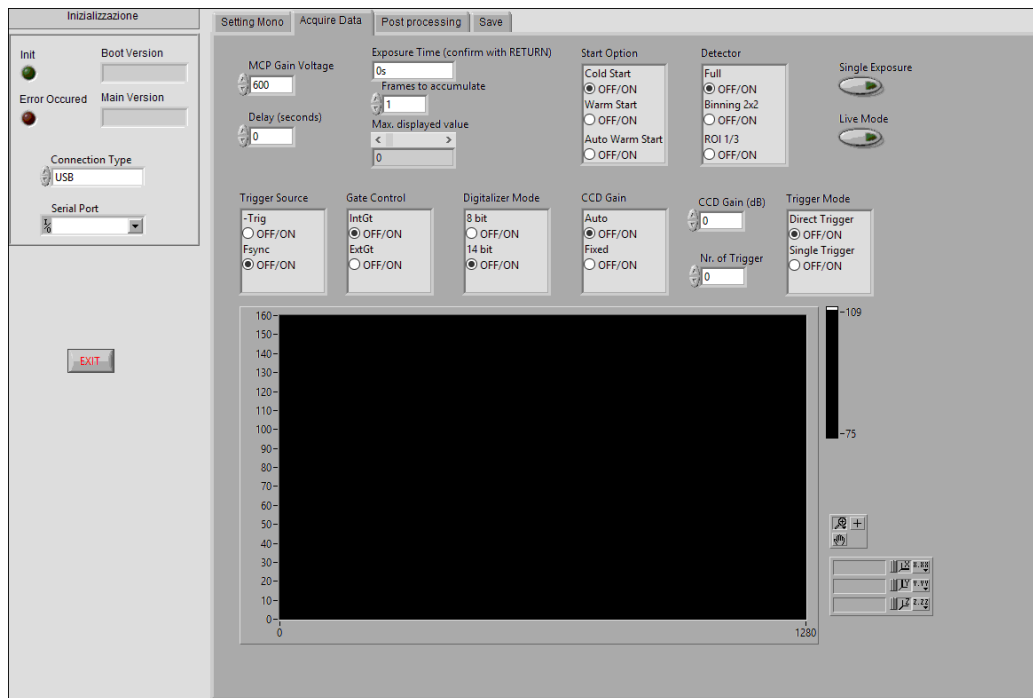 Inizializzazione
Setting Mono
Acquire Data
Post processing
Save
Init
Boot Version
Error Occured
Main Version
Connection Type
USB
Serial Port
EXIT
MCP Gain Voltage
600
Delay (seconds)
0
Exposure Time (confirm with RETURN)
0s
Frames to accumulate
1
Max. displayed value
0
Start Option
Cold Start
OFF/ON
Warm Start
OFF/ON
Auto Warm Start
OFF/ON
Detector
Full
OFF/ON
Binning 2x2
OFF/ON
ROI 1/3
OFF/ON
Single Exposure
Live Mode
Trigger Source
-Trig
OFF/ON
Fsync
OFF/ON
Gate Control
IntGt
OFF/ON
ExtGt
OFF/ON
Digitalizer Mode
8 bit
OFF/ON
14 bit
OFF/ON
CCD Gain
Auto
OFF/ON
Fixed
OFF/ON
CCD Gain (dB)
0
Nr. of Trigger
0
Trigger Mode
Direct Trigger
OFF/ON
Single Trigger
OFF/ON
160
150
140
130
120
110
100
90
80
70
60
50
40
30
20
10
0
0
1280
109
75
X
Y
Z